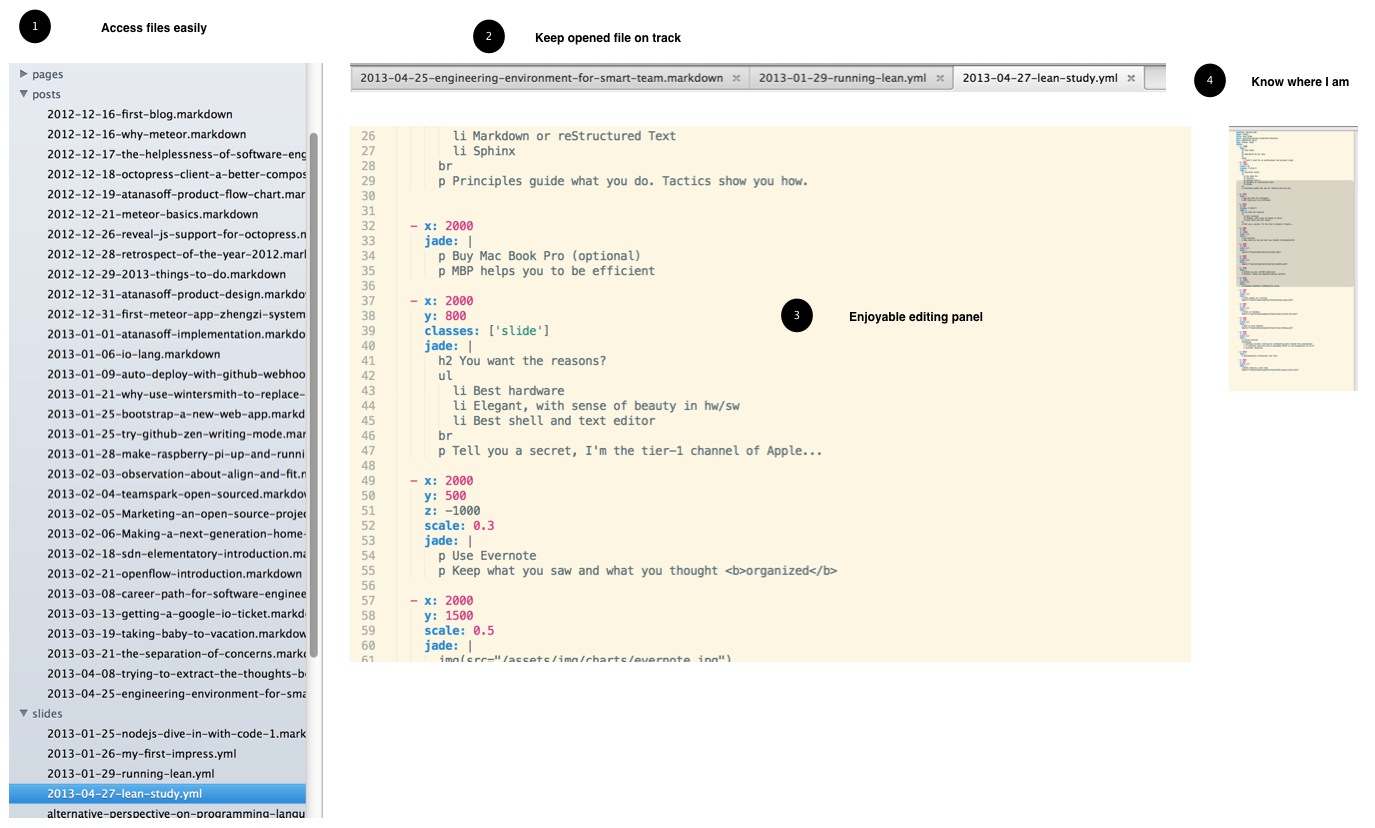 1 Access files easily
2 Keep opened file on track
4 Know where I am
pages
posts
2012-12-16-first-blog.markdown
2012-12-16-why-meteor.markdown
2012-12-17-the-helplessness-of-software-eng
2012-12-18-octopress-client-a-better-compos
2012-12-19-atanasoff-product-flow-chart.mar
2012-12-21-meteor-basics.markdown
2012-12-26-reveal-js-support-for-octopress.n
2012-12-28-retrospect-of-the-year-2012.marl
2012-12-29-2013-things-to-do.markdown
2012-12-31-atanasoff-product-design.markdo
2012-12-31-first-meteor-app-zhengzi-system
2013-01-01-atanasoff-implementation.markdo
2013-01-06-io-lang.markdown
2013-01-09-auto-deploy-with-github-webhoo
2013-01-21-why-use-wintersmith-to-replace-
2013-01-25-bootstrap-a-new-web-app.markd
2013-01-25-try-github-zen-writing-mode.mar
2013-01-28-make-raspberry-pi-up-and-runni
2013-02-03-observation-about-align-and-fit.n
2013-02-04-teamspark-open-sourced.markdov
2013-02-05-Marketing-an-open-source-projec
2013-02-06-Making-a-next-generation-home-
2013-02-18-sdn-elementatory-introduction.ma
2013-02-21-openflow-introduction.markdown
2013-03-08-career-path-for-software-enginee
2013-03-13-getting-a-google-io-ticket.markdo
2013-03-19-taking-baby-to-vacation.markdow
2013-03-21-the-separation-of-concerns.markc
2013-04-08-trying-to-extract-the-thoughts-be
2013-04-25-engineering-environment-for-sma
slides
2013-01-25-nodejs-dive-in-with-code-1.mark
2013-01-26-my-first-impress.yml
2013-01-29-running-lean.yml
2013-04-27-lean-study.yml
alternative-perspective-on-programming-langu
2013-04-25-engineering-environment-for-smart-team.markdown × 2013-01-29-running-lean.yml × 2013-04-27-lean-study.yml ×
26 li Markdown or reStructured Text
27 li Sphinx
28 br
29 p Principles guide what you do. Tactics show you how.
30
31
32 - x: 2000
33 jade: |
34 p Buy Mac Book Pro (optional)
35 p MBP helps you to be efficient
36
37 - x: 2000
38 y: 800
39 classes: ['slide']
40 jade: |
41 h2 You want the reasons?
42 ul
43 li Best hardware
44 li Elegant, with sense of beauty in hw/sw
45 li Best shell and text editor
46 br
47 p Tell you a secret, I'm the tier-1 channel of Apple...
48
49 - x: 2000
50 y: 500
51 z: -1000
52 scale: 0.3
53 jade: |
54 p Use Evernote
55 p Keep what you saw and what you thought <b>organized</b>
56
57 - x: 2000
58 y: 1500
59 scale: 0.5
60 jade: |
61 img(src="/assets/img/charts/evernote.jpg")
3 Enjoyable editing panel